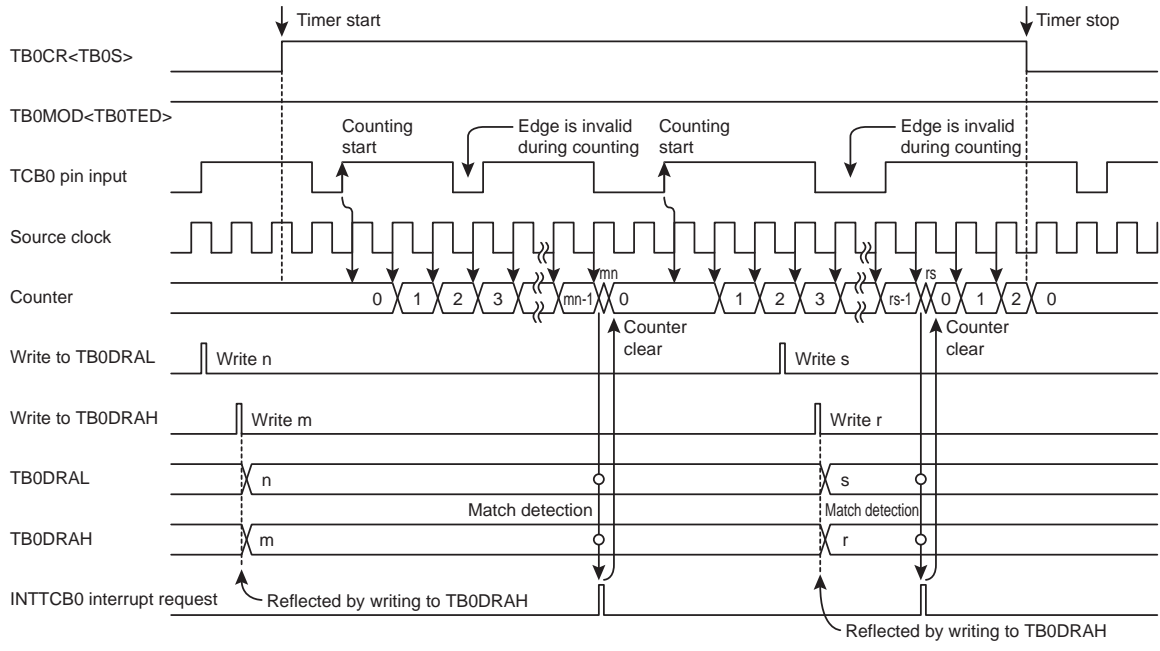 Timer start
Timer stop
TB0CR<TB0S>
TB0MOD<TB0TED>
Counting
start
Edge is invalid
during counting
Counting
start
Edge is invalid
during counting
TCB0 pin input
Source clock
mn
rs
Counter
0 1 2 3 mn-1 0 1 2 3 rs-1 0 1 2 0
Counter
clear
Counter
clear
Write to TB0DRAL
Write n
Write s
Write to TB0DRAH
Write m
Write r
TB0DRAL
n
s
Match detection
Match detection
TB0DRAH
m
r
INTTCB0 interrupt request
Reflected by writing to TB0DRAH
Reflected by writing to TB0DRAH